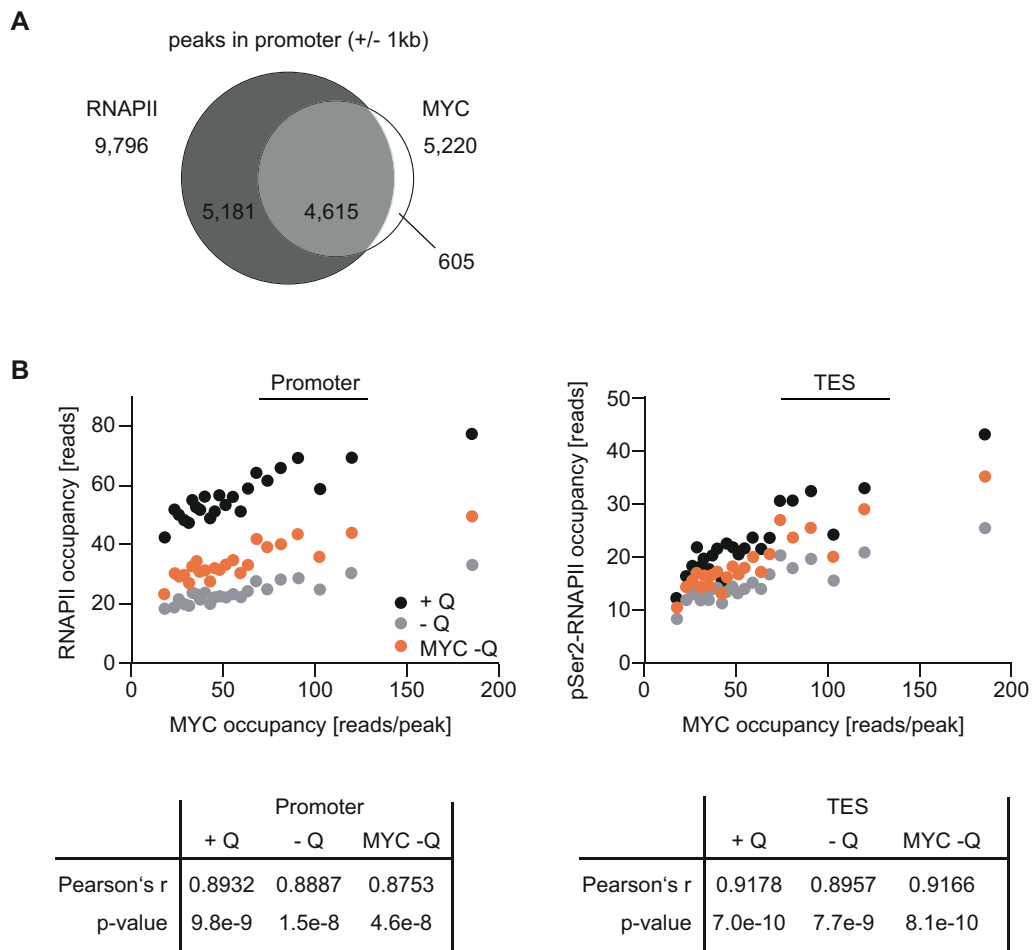 A
peaks in promoter (+/- 1kb)
RNAPII
9,796
MYC
5,220
5,181
4,615
605
B
Promoter
RNAPII occupancy [reads]
80
60
40
20
0
0 50 100 150 200
MYC occupancy [reads/peak]
+ Q
- Q
MYC -Q
TES
pSer2-RNAPII occupancy [reads]
50
40
30
20
10
0
0 50 100 150 200
MYC occupancy [reads/peak]
Promoter
+ Q - Q MYC -Q
Pearson‘s r 0.8932 0.8887 0.8753
p-value 9.8e-9 1.5e-8 4.6e-8
TES
+ Q - Q MYC -Q
Pearson‘s r 0.9178 0.8957 0.9166
p-value 7.0e-10 7.7e-9 8.1e-10